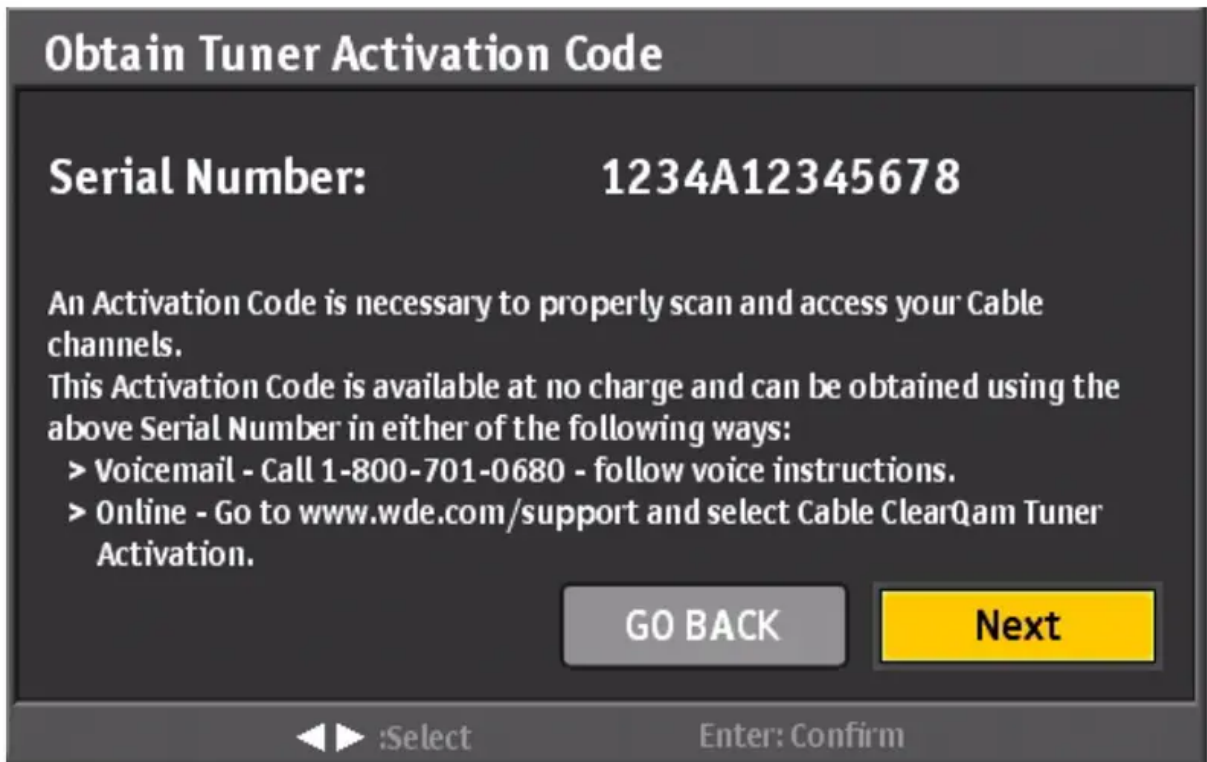 Obtain Tuner Activation Code
Serial Number: 1234A12345678
An Activation Code is necessary to properly scan and access your Cable
channels.
This Activation Code is available at no charge and can be obtained using the
above Serial Number in either of the following ways:
> Voicemail - Call 1-800-701-0680 - follow voice instructions.
> Online - Go to www.wde.com/support and select Cable ClearQam Tuner
Activation.
GO BACK Next
◀▶ :Select Enter: Confirm